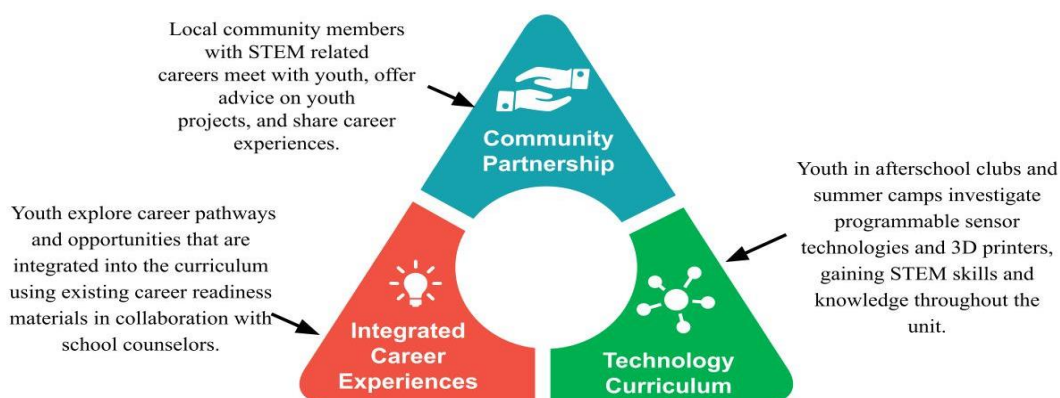 Local community members
with STEM related
careers meet with youth, offer
advice on youth
projects, and share career
experiences.
Community
Partnership
Youth in afterschool clubs and
summer camps investigate
programmable sensor
technologies and 3D printers,
gaining STEM skills and
knowledge throughout the
unit.
Youth explore career pathways
and opportunities that are
integrated into the curriculum
using existing career readiness
materials in collaboration with
school counselors.
Integrated
Career
Experiences
Technology
Curriculum